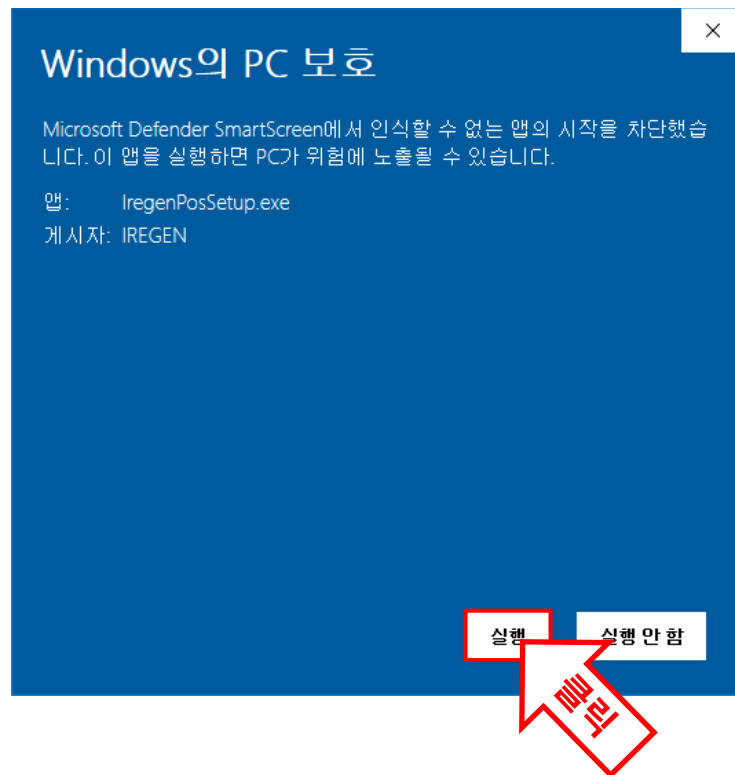 Windows의 PC 보호
Microsoft Defender SmartScreen에서 인식할 수 없는 앱의 시작을 차단했습
니다. 이 앱을 실행하면 PC가 위험에 노출될 수 있습니다.
앱: IregenPosSetup.exe
게시자: IREGEN
실행 실행 안 함
클릭